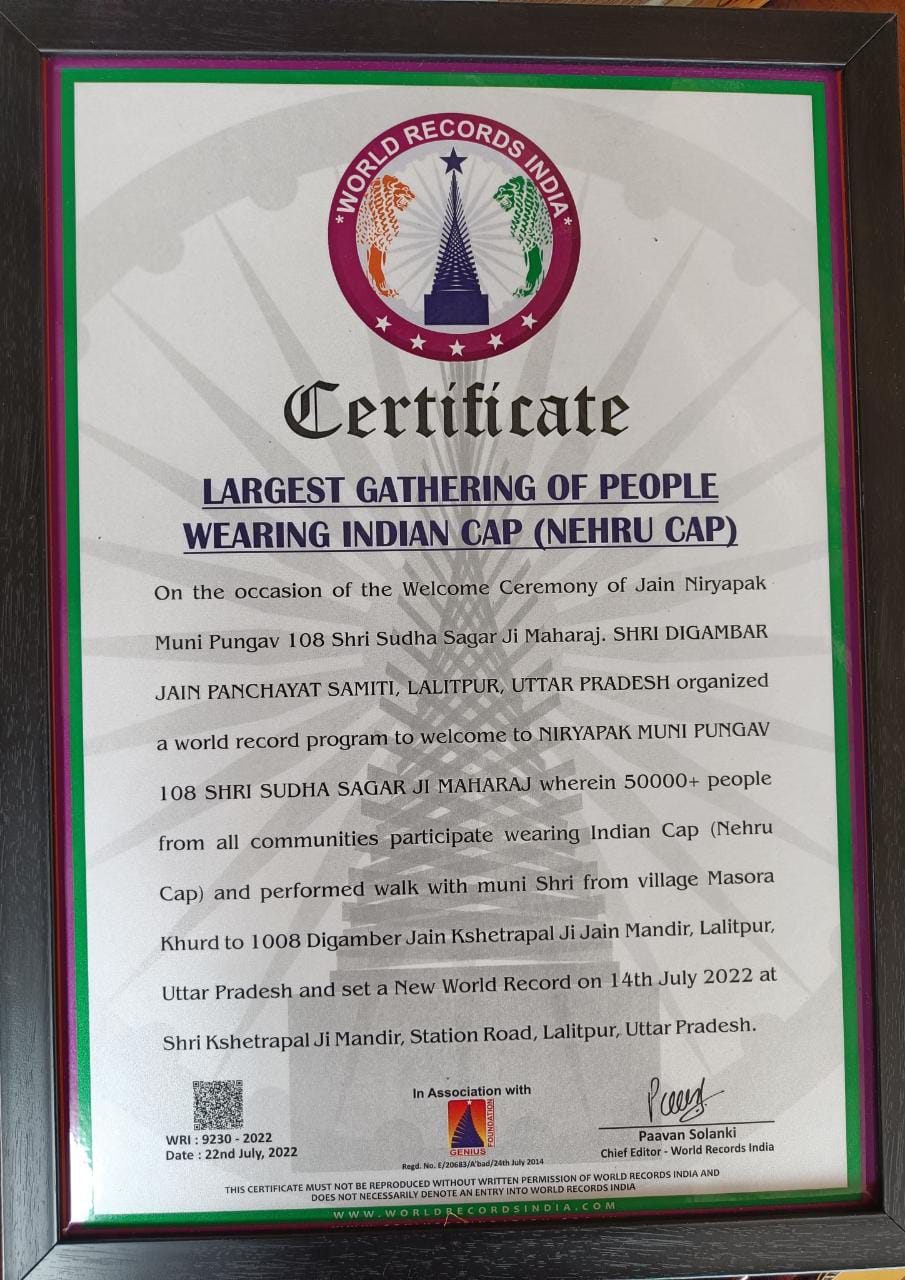 *WORLD RECORDS INDIA*
Certificate
LARGEST GATHERING OF PEOPLE
WEARING INDIAN CAP (NEHRU CAP)
On the occasion of the Welcome Ceremony of Jain Niryapak
Muni Pungav 108 Shri Sudha Sagar Ji Maharaj. SHRI DIGAMBAR
JAIN PANCHAYAT SAMITI, LALITPUR, UTTAR PRADESH organized
a world record program to welcome to NIRYAPAK MUNI PUNGAV
108 SHRI SUDHA SAGAR JI MAHARAJ wherein 50000+ people
from all communities participate wearing Indian Cap (Nehru
Cap) and performed walk with muni Shri from village Masora
Khurd to 1008 Digamber Jain Kshetrapal Ji Jain Mandir, Lalitpur,
Uttar Pradesh and set a New World Record on 14th July 2022 at
Shri Kshetrapal Ji Mandir, Station Road, Lalitpur, Uttar Pradesh.
WRI : 9230 - 2022
Date : 22nd July, 2022
In Association with
GENIUS
FOUNDATION
Regd. No. E/20683/A'bad/24th July 2014
Paavan Solanki
Chief Editor - World Records India
THIS CERTIFICATE MUST NOT BE REPRODUCED WITHOUT WRITTEN PERMISSION OF WORLD RECORDS INDIA AND
DOES NOT NECESSARILY DENOTE AN ENTRY INTO WORLD RECORDS INDIA
WWW.WORLDRECORDSINDIA.COM